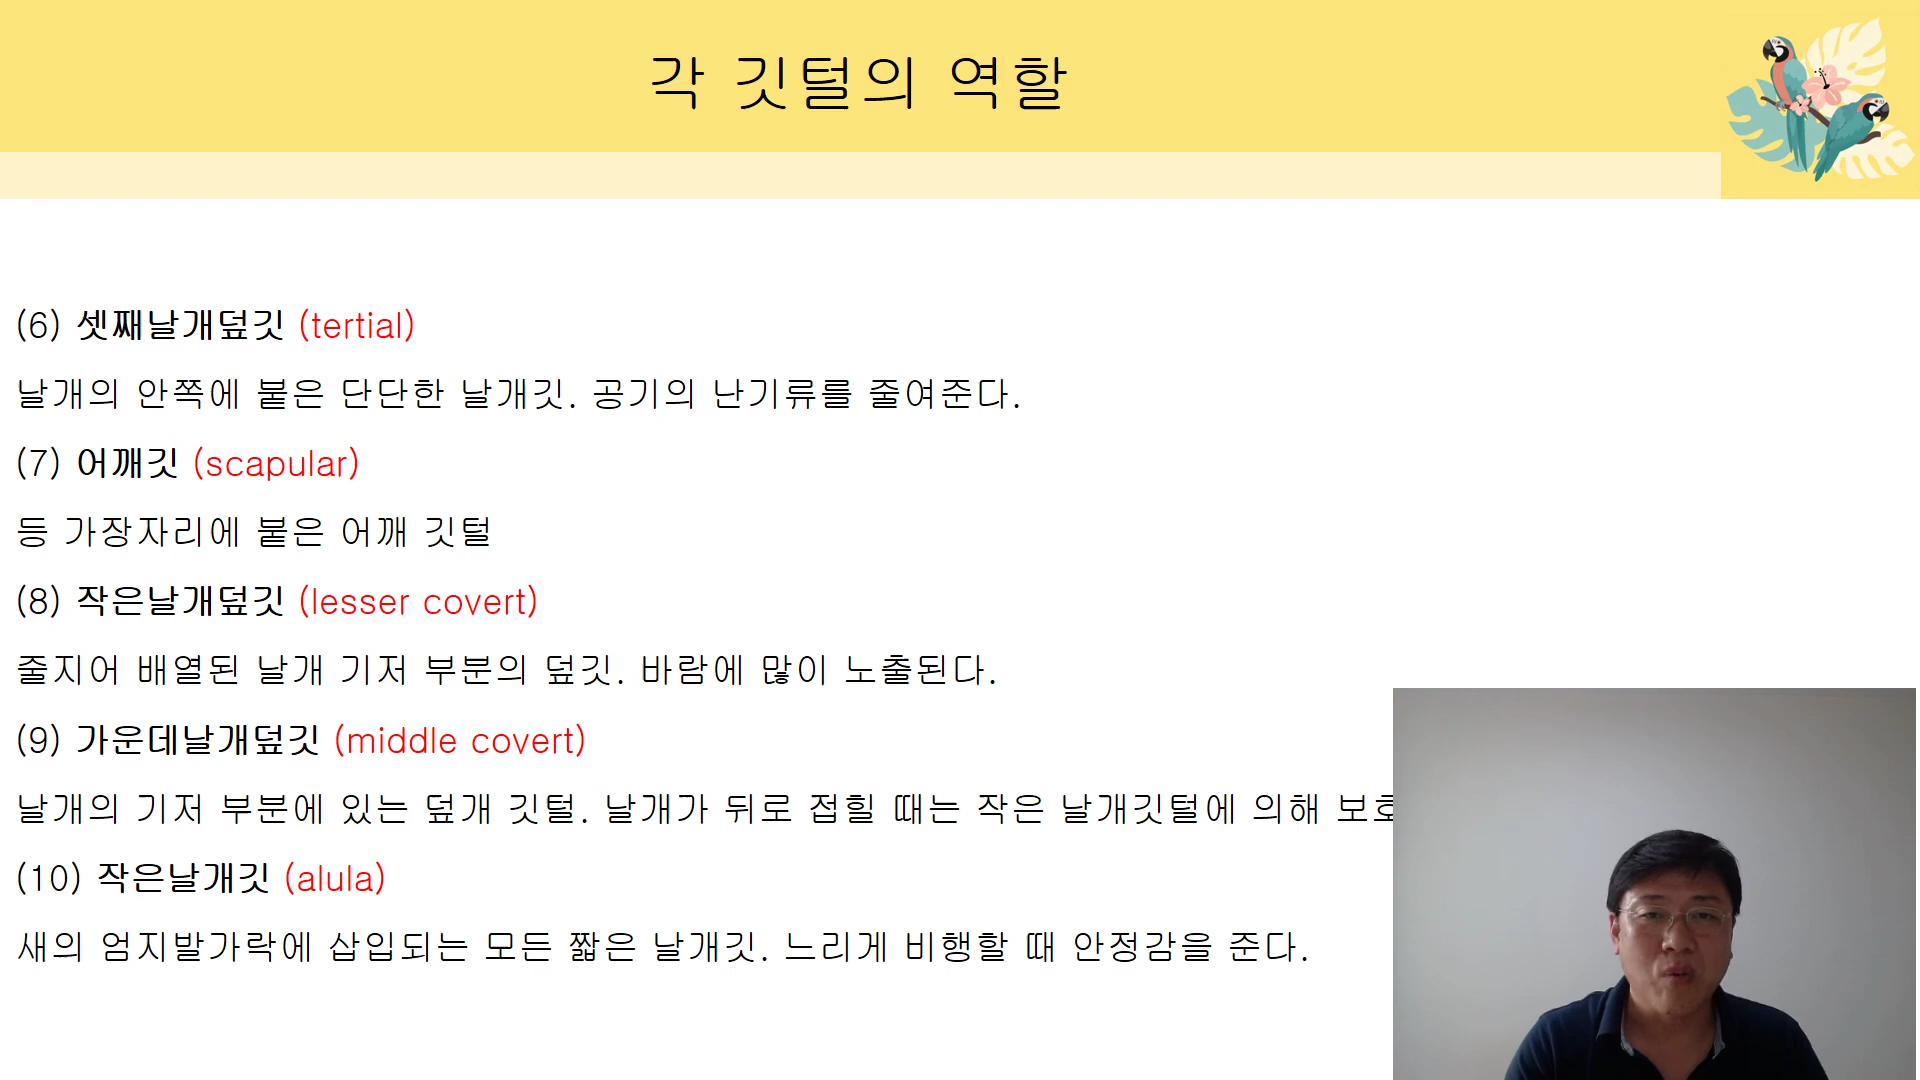 각 깃털의 역할
(6) 셋째날개덮깃 (tertial)
날개의 안쪽에 붙은 단단한 날개깃. 공기의 난기류를 줄여준다.
(7) 어깨깃 (scapular)
등 가장자리에 붙은 어깨 깃털
(8) 작은날개덮깃 (lesser covert)
줄지어 배열된 날개 기저 부분의 덮깃. 바람에 많이 노출된다.
(9) 가운데날개덮깃 (middle covert)
날개의 기저 부분에 있는 덮개 깃털. 날개가 뒤로 접힐 때는 작은 날개깃털에 의해
(10) 작은날개깃 (alula)
새의 엄지발가락에 삽입되는 모든 짧은 날개깃. 느리게 비행할 때 안정감을 준다.